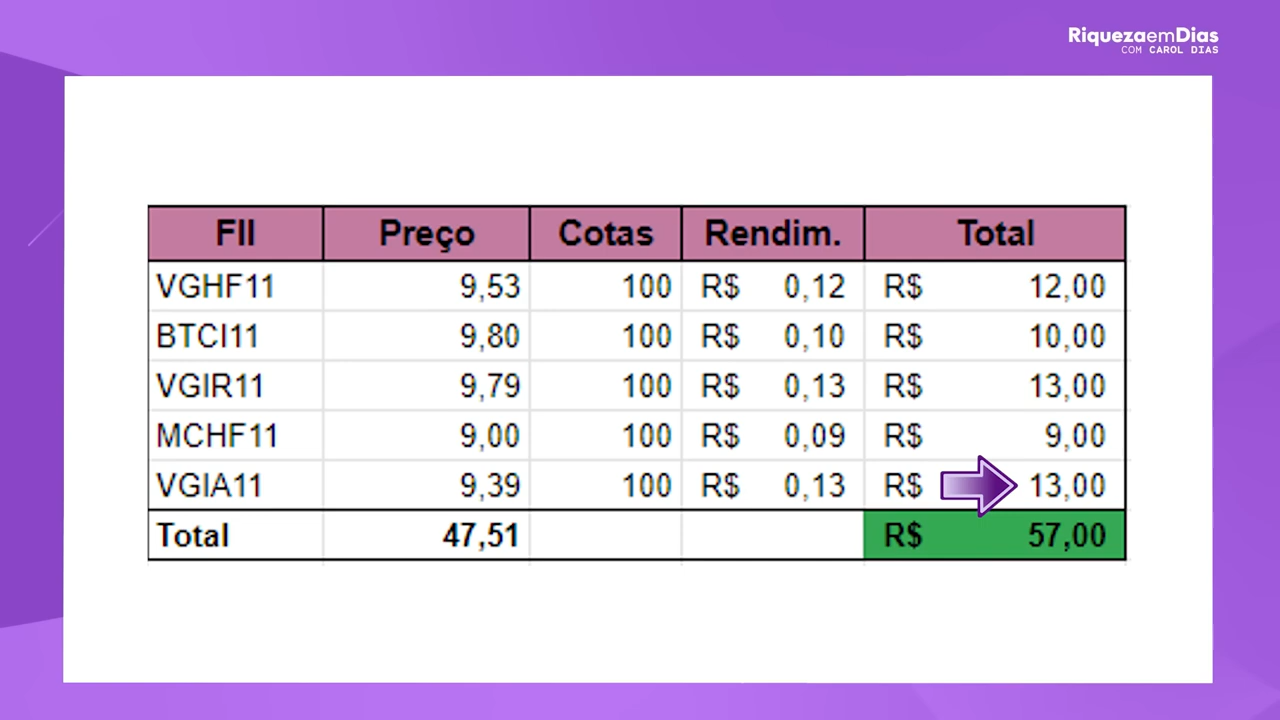 RiquezaemDias
COM CAROL DIAS
FII Preço Cotas Rendim. Total
VGHF11 9,53 100 R$ 0,12 R$ 12,00
BTCI11 9,80 100 R$ 0,10 R$ 10,00
VGIR11 9,79 100 R$ 0,13 R$ 13,00
MCHF11 9,00 100 R$ 0,09 R$ 9,00
VGIA11 9,39 100 R$ 0,13 R$ 13,00
Total 47,51 R$ 57,00